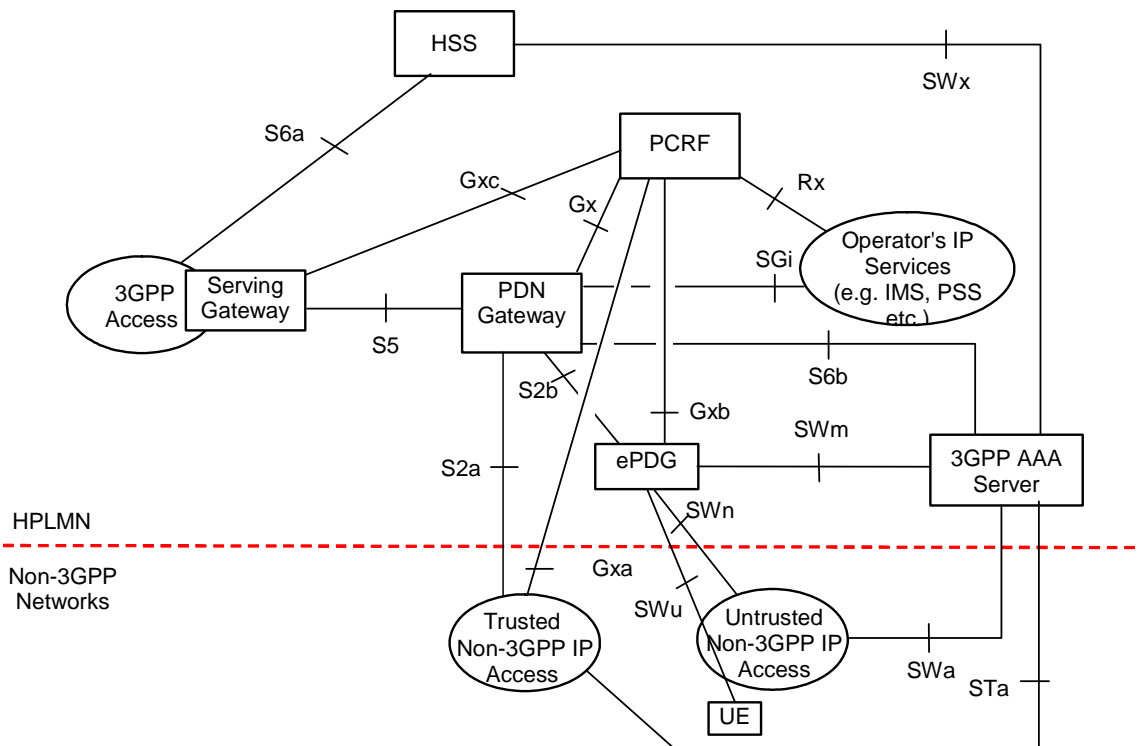 HSS
SWx
S6a
PCRF
Gxc
Rx
Gx
Operator's IP
Services
(e.g. IMS, PSS
etc.)
SGi
3GPP
Access
Serving
Gateway
PDN
Gateway
S5
S6b
S2b
Gxb
SWm
ePDG
3GPP AAA
Server
S2a
SWn
HPLMN
Non-3GPP
Networks
Gxa
SWu
Trusted
Non-3GPP IP
Access
Untrusted
Non-3GPP IP
Access
SWa
STa
UE